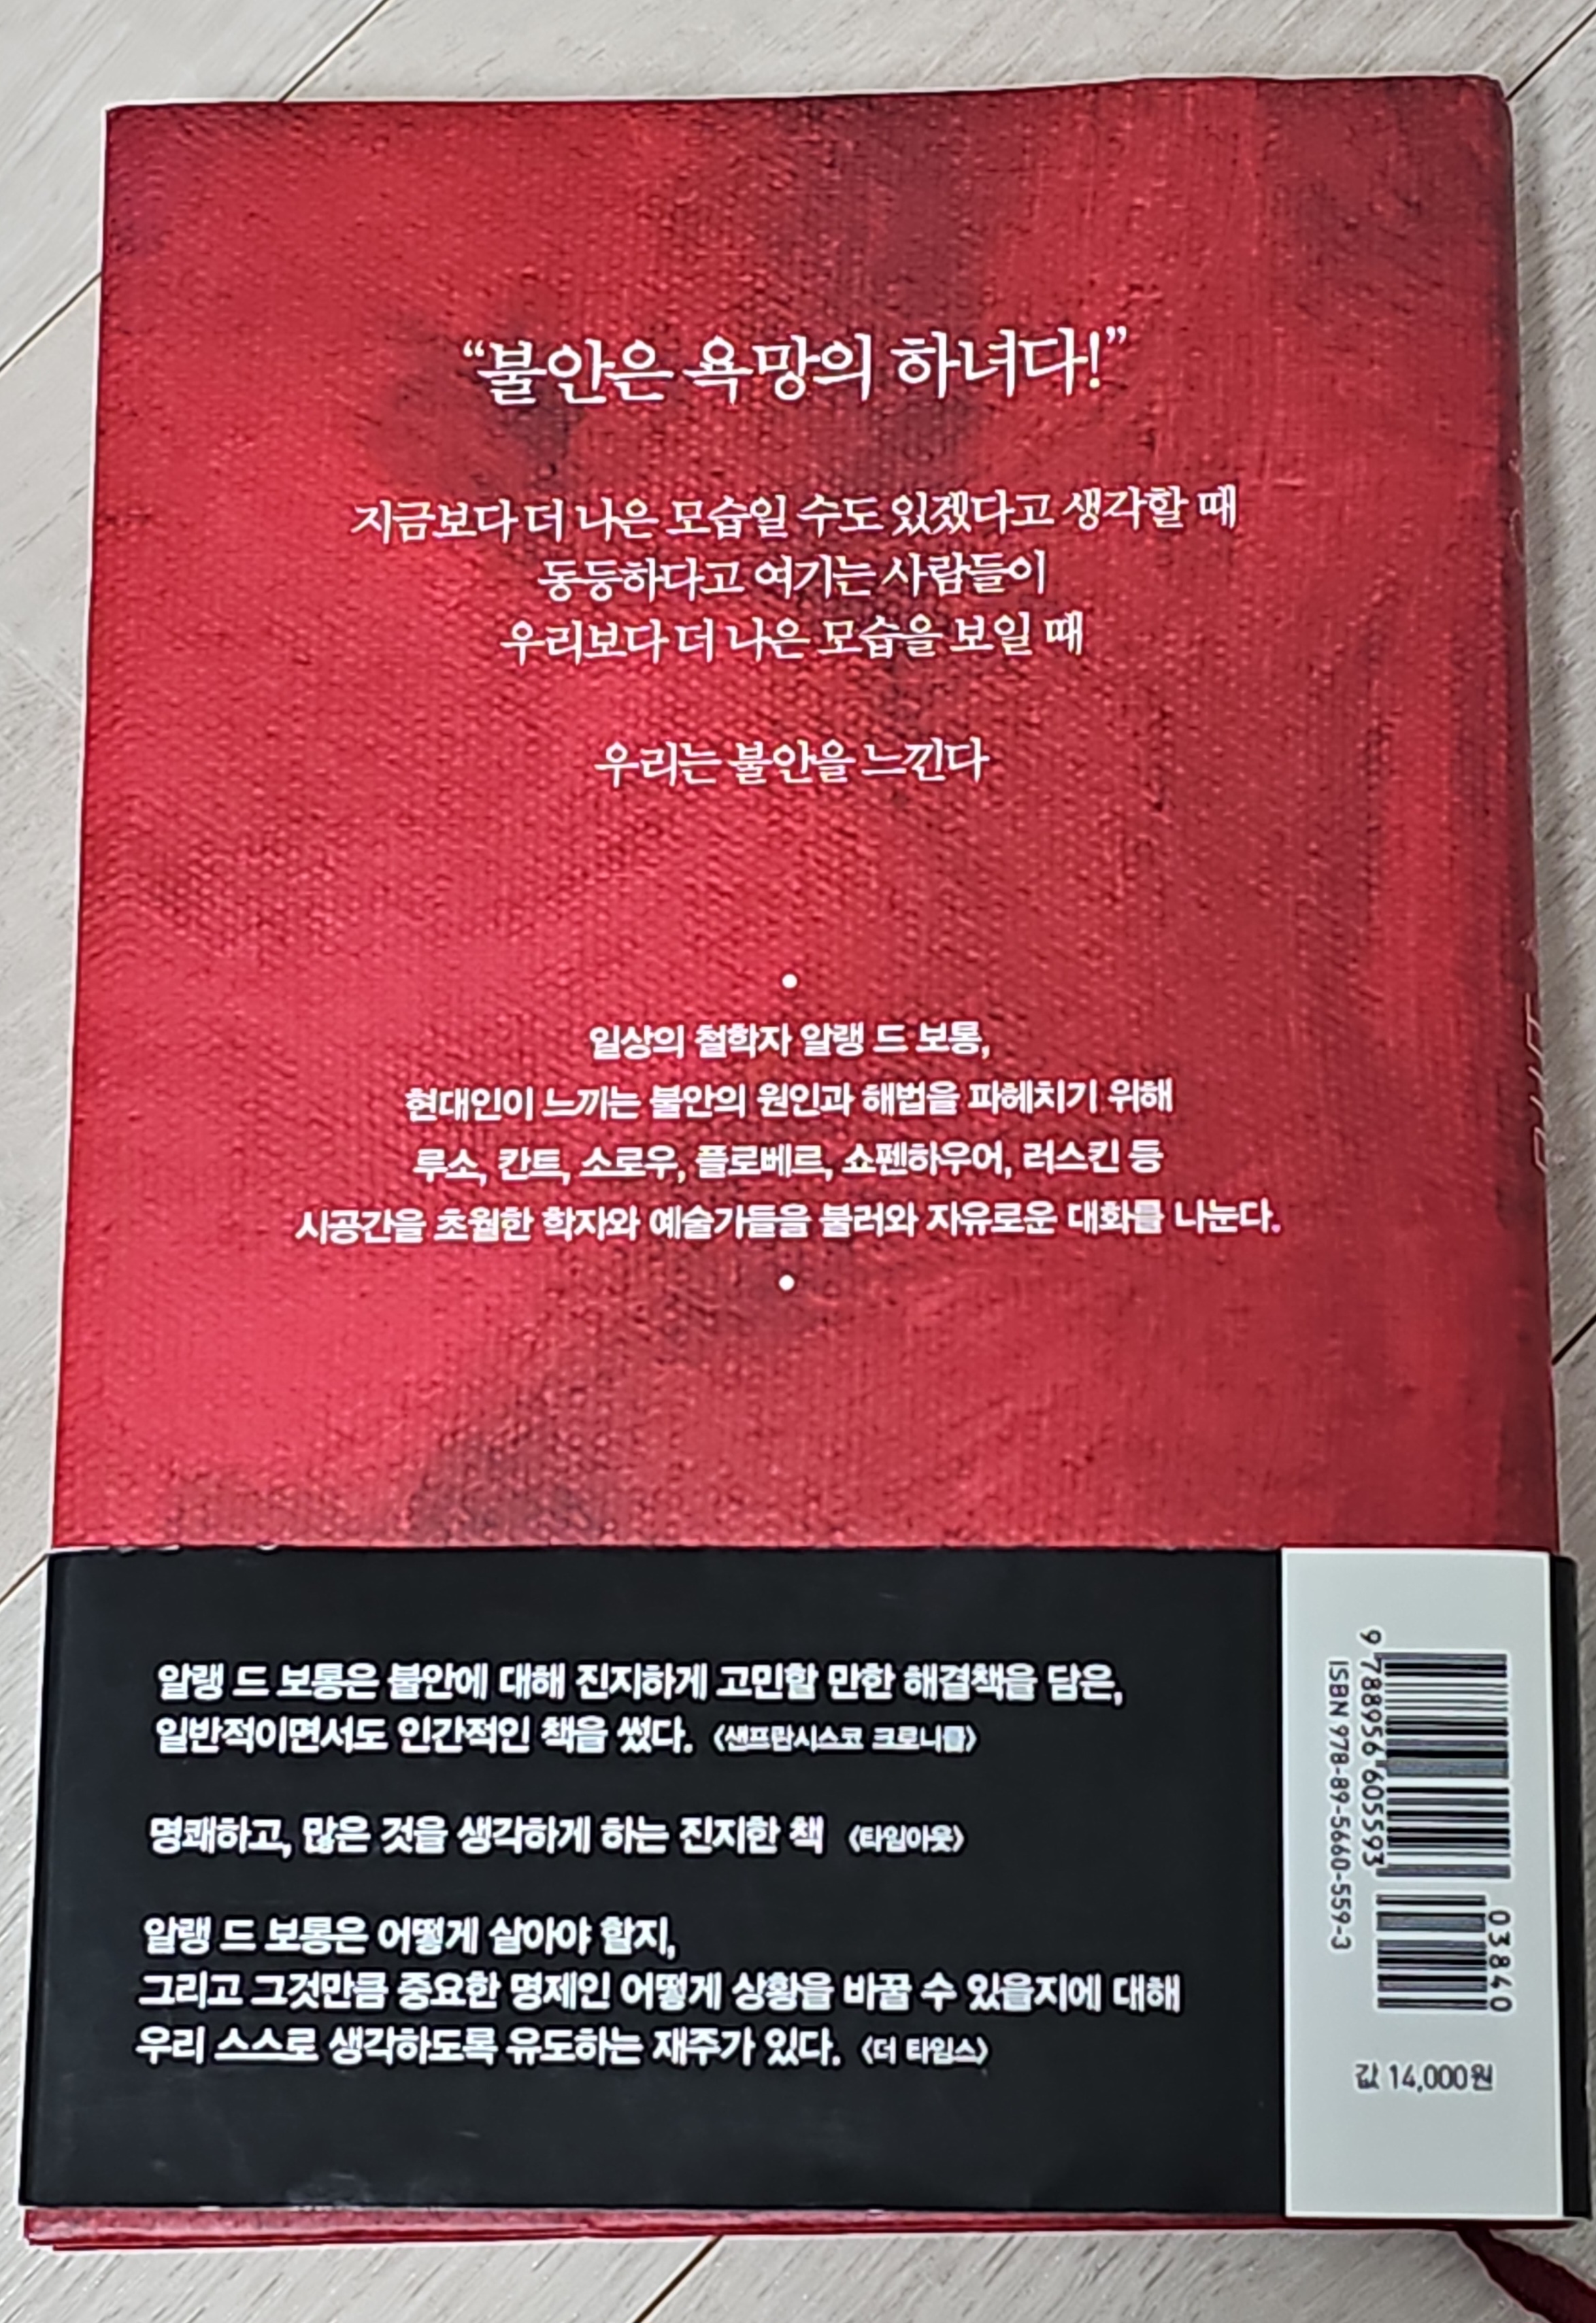 “불안은 욕망의 하녀다!”
지금보다 더 나은 모습일 수도 있겠다고 생각할 때
동등하다고 여기는 사람들이
우리보다 더 나은 모습을 보일 때
우리는 불안을 느낀다
일상의 철학자 알랭 드 보통,
현대인이 느끼는 불안의 원인과 해법을 파헤치기 위해
루소, 칸트, 소로우, 플로베르, 쇼펜하우어, 러스킨 등
시공간을 초월한 학자와 예술가들을 불러와 자유로운 대화를 나눈다.
알랭 드 보통은 불안에 대해 진지하게 고민할 만한 해결책을 담은,
일반적이면서도 인간적인 책을 썼다. 〈샌프란시스코 크로니클〉
명쾌하고, 많은 것을 생각하게 하는 진지한 책 〈타임아웃〉
알랭 드 보통은 어떻게 살아야 할지,
그리고 그것만큼 중요한 명제인 어떻게 상황을 바꿀 수 있을지에 대해
우리 스스로 생각하도록 유도하는 재주가 있다. 〈더 타임스〉
9 788956 605593
03840
ISBN 978-89-5660-559-3
값 14,000원